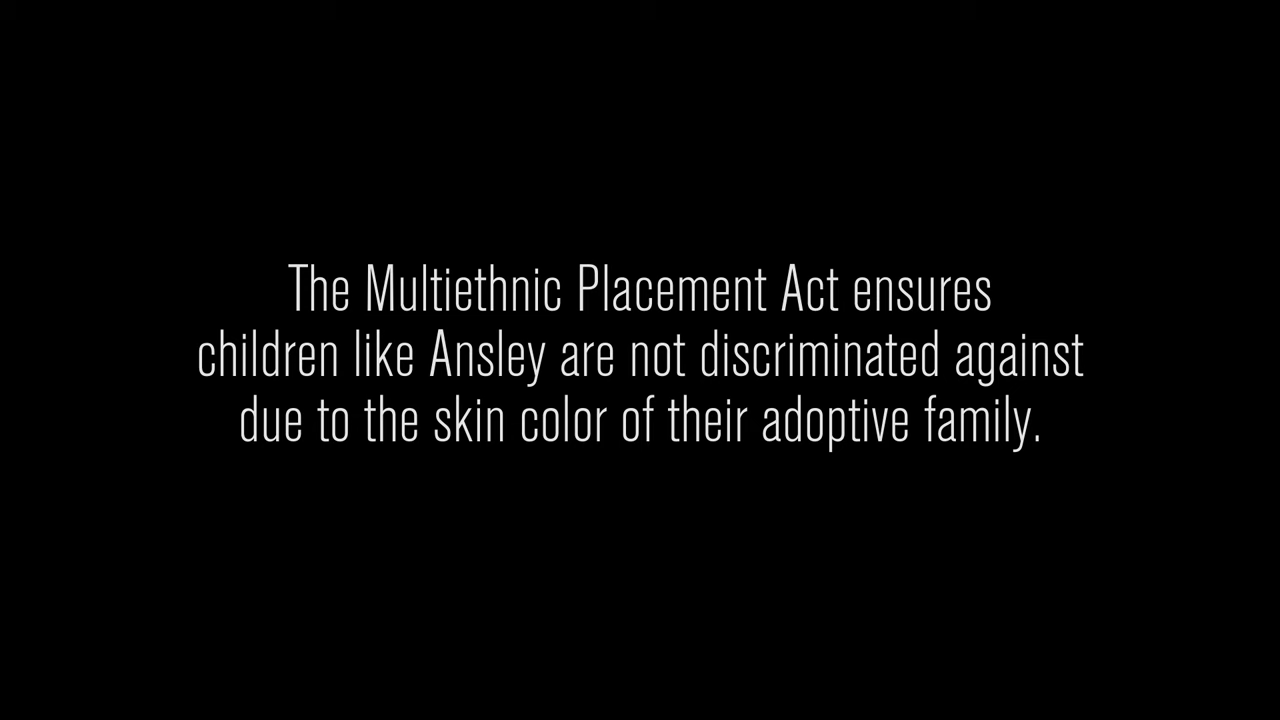 The Multiethnic Placement Act ensures
children like Ansley are not discriminated against
due to the skin color of their adoptive family.